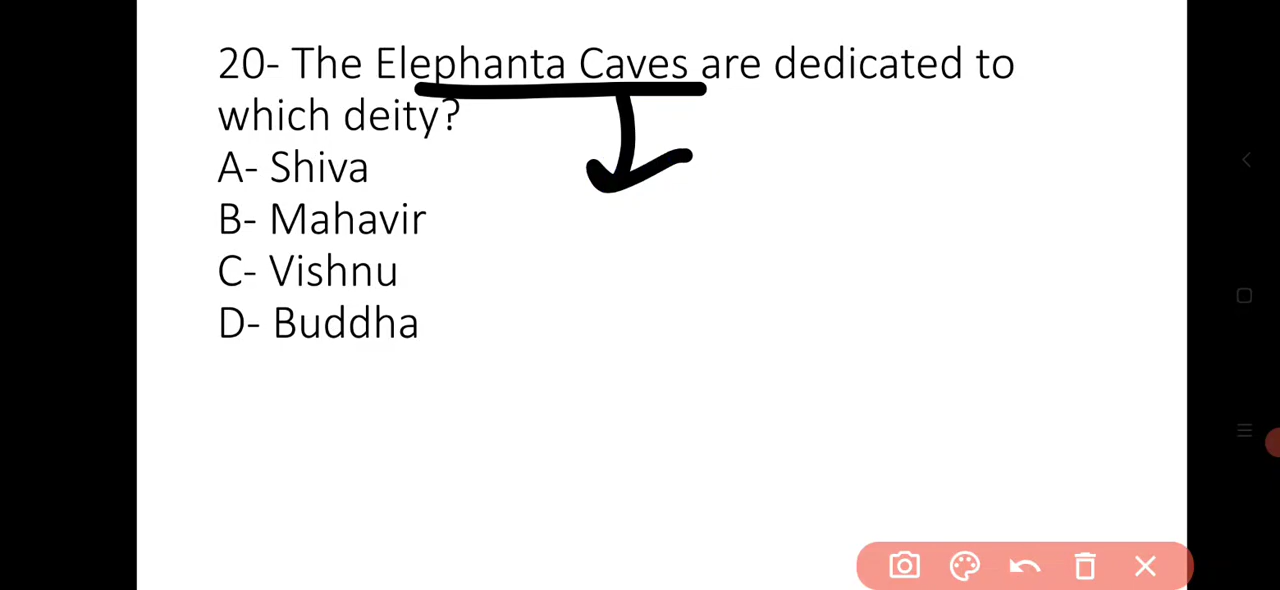 20- The Elephanta Caves are dedicated to
which deity?
A- Shiva
B- Mahavir
C- Vishnu
D- Buddha